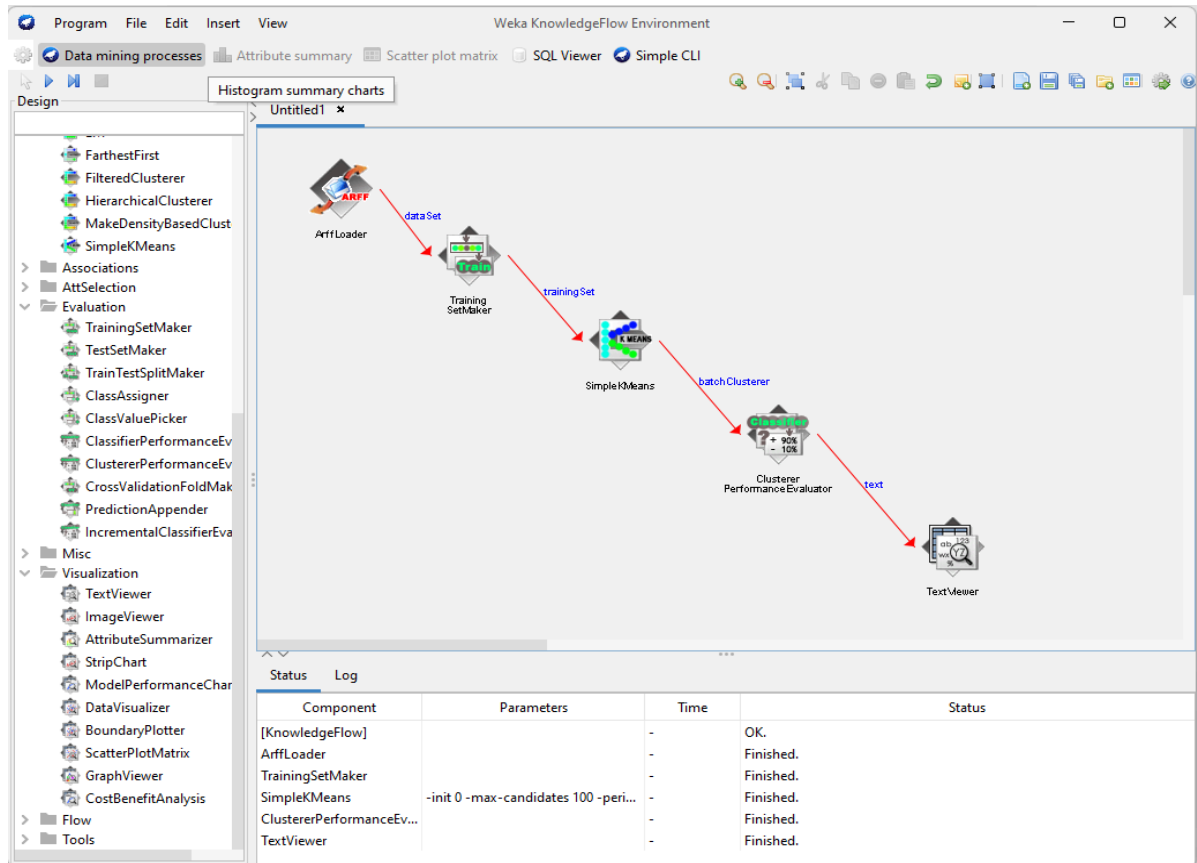 Program File Edit Insert View Weka KnowledgeFlow Environment
Data mining processes Attribute summary Scatter plot matrix SQL Viewer Simple CLI
Histogram summary charts
Design
Untitled1
FarthestFirst
FilteredClusterer
HierarchicalClusterer
MakeDensityBasedClust
SimpleKMeans
Associations
AttSelection
Evaluation
TrainingSetMaker
TestSetMaker
TrainTestSplitMaker
ClassAssigner
ClassValuePicker
ClassifierPerformanceEv
ClustererPerformanceEv
CrossValidationFoldMak
PredictionAppender
IncrementalClassifierEva
Misc
Visualization
TextViewer
ImageViewer
AttributeSummarizer
StripChart
ModelPerformanceChar
DataVisualizer
BoundaryPlotter
ScatterPlotMatrix
GraphViewer
CostBenefitAnalysis
Flow
Tools
ARFF
ArffLoader
dataSet
Train
Training
SetMaker
trainingSet
K MEANS
SimpleKMeans
batchClusterer
Classifier
? + 90%
- 10%
Clusterer
PerformanceEvaluator
text
ab 123
wx YZ
%
TextViewer
Status Log
Component Parameters Time Status
[KnowledgeFlow] - OK.
ArffLoader - Finished.
TrainingSetMaker - Finished.
SimpleKMeans -init 0 -max-candidates 100 -peri... - Finished.
ClustererPerformanceEv... - Finished.
TextViewer - Finished.